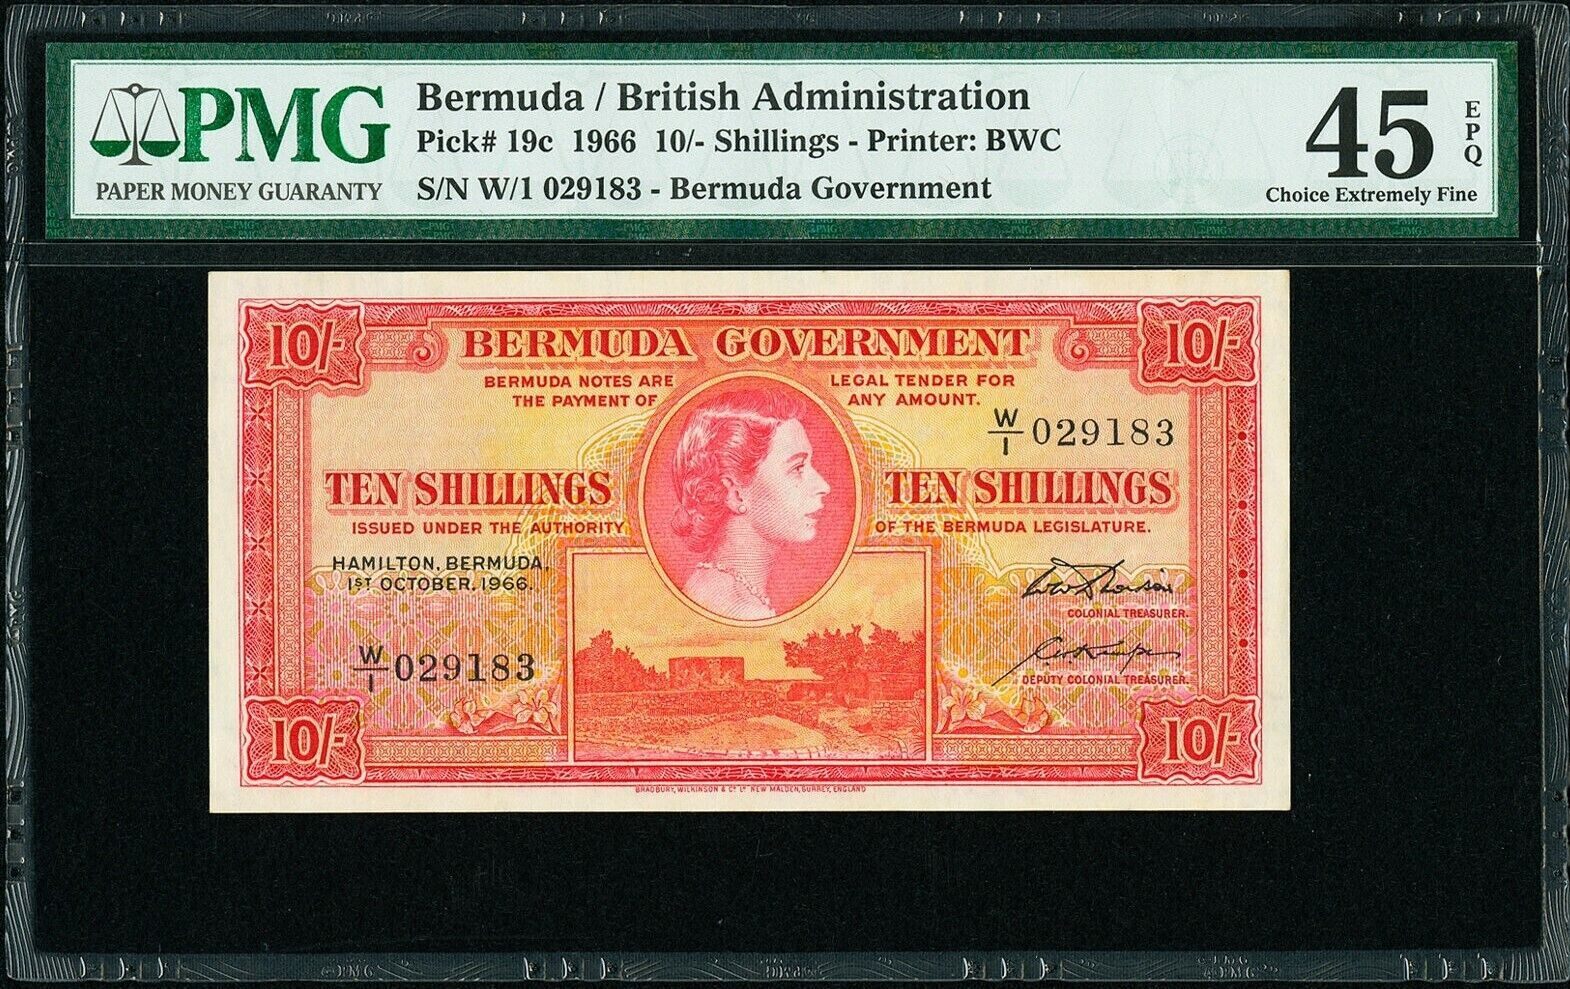 PMG
PAPER MONEY GUARANTY
Bermuda / British Administration
Pick# 19c 1966 10/- Shillings - Printer: BWC
S/N W/1 029183 - Bermuda Government
45
EPQ
Choice Extremely Fine
10/- BERMUDA GOVERNMENT 10/-
BERMUDA NOTES ARE LEGAL TENDER FOR
THE PAYMENT OF ANY AMOUNT.
W/1 029183
TEN SHILLINGS TEN SHILLINGS
ISSUED UNDER THE AUTHORITY OF THE BERMUDA LEGISLATURE.
HAMILTON, BERMUDA,
1ST OCTOBER, 1966.
COLONIAL TREASURER.
W/1 029183
DEPUTY COLONIAL TREASURER.
10/- 10/-
BRADBURY, WILKINSON & Co. Ld. NEW MALDEN, SURREY, ENGLAND